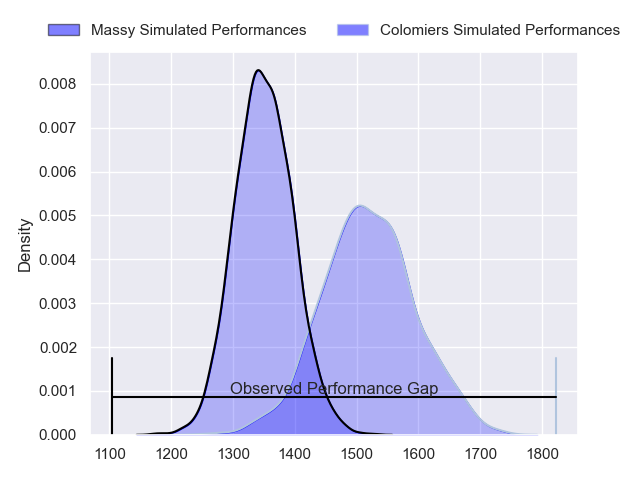 Massy Simulated Performances
Colomiers Simulated Performances
0.008
0.007
0.006
0.005
0.004
0.003
0.002
0.001
0.000
Density
Observed Performance Gap
1100 1200 1300 1400 1500 1600 1700 1800